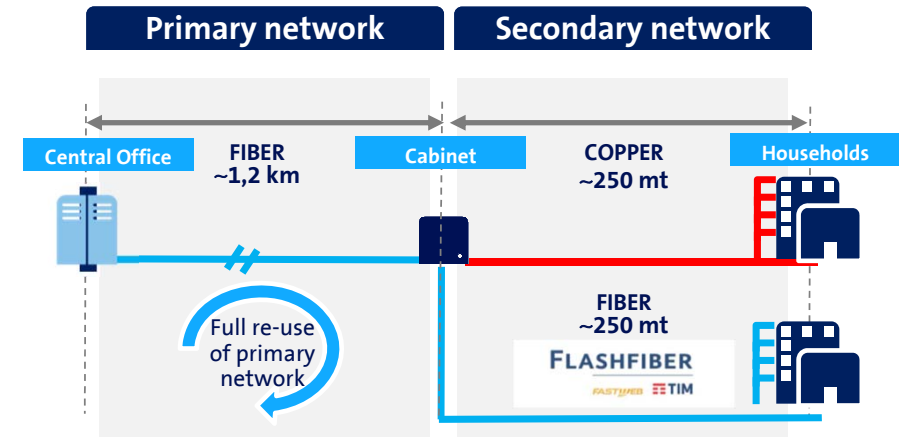 Primary network
Secondary network
Central Office
FIBER
~1,2 km
Cabinet
COPPER
~250 mt
Households
Full re-use
of primary
network
FIBER
~250 mt
FLASHFIBER
FASTWEB TIM